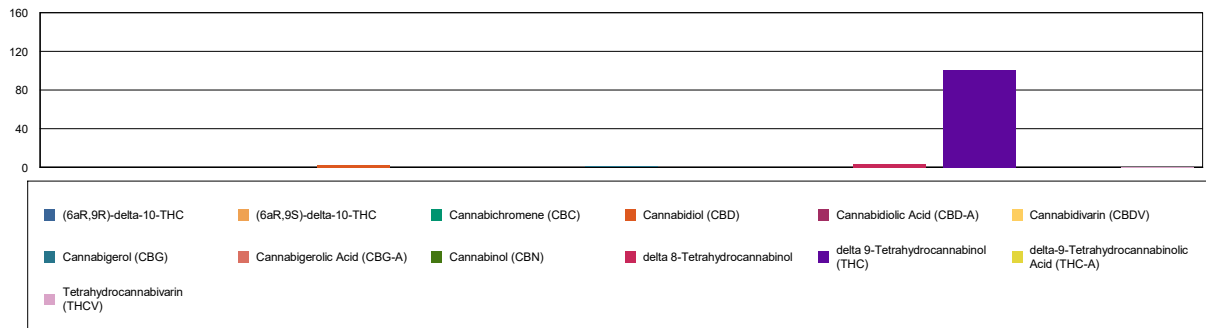 160
120
80
40
0
(6aR,9R)-delta-10-THC
(6aR,9S)-delta-10-THC
Cannabichromene (CBC)
Cannabidiol (CBD)
Cannabidiolic Acid (CBD-A)
Cannabidivarin (CBDV)
Cannabigerol (CBG)
Cannabigerolic Acid (CBG-A)
Cannabinol (CBN)
delta 8-Tetrahydrocannabinol
delta 9-Tetrahydrocannabinol
(THC)
delta-9-Tetrahydrocannabinolic
Acid (THC-A)
Tetrahydrocannabivarin
(THCV)